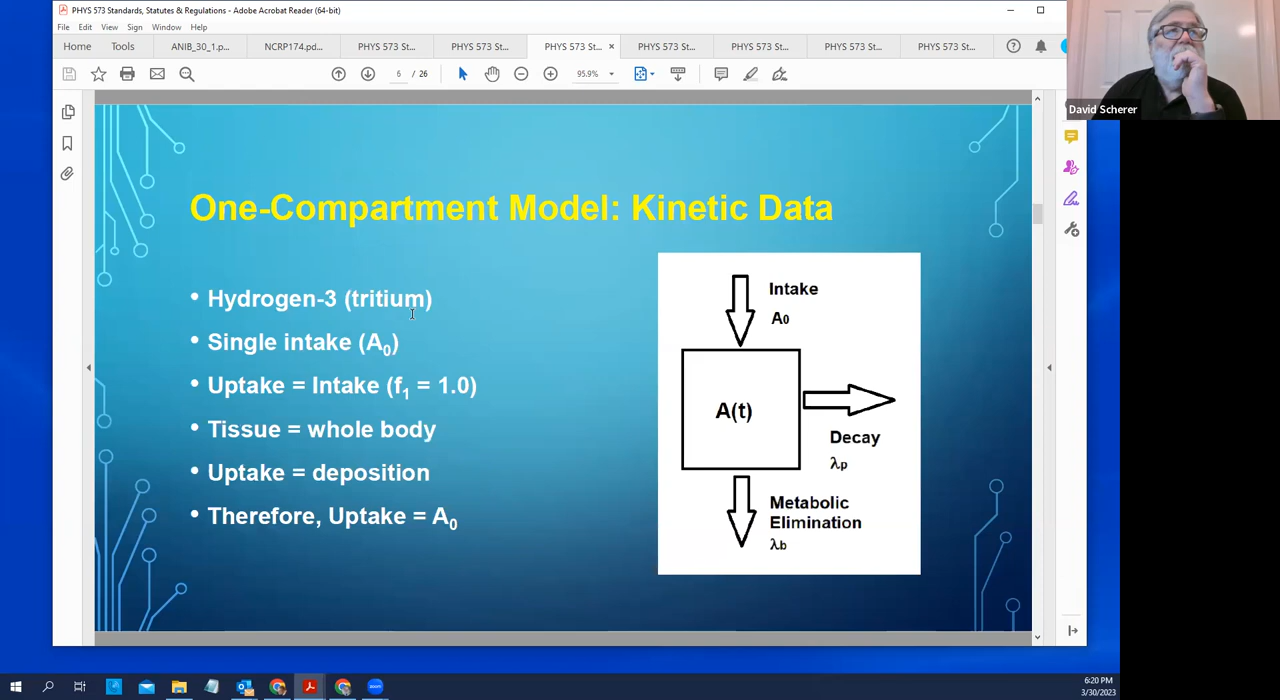 PHYS 573 Standards, Statutes & Regulations - Adobe Acrobat Reader (64-bit)
File Edit View Sign Window Help
Home Tools ANIB_30_1.p... NCRP174.pd... PHYS 573 St... PHYS 573 St... PHYS 573 St... × PHYS 573 St... PHYS 573 St... PHYS 573 St... PHYS 573 St...
6 / 26 95.9%
David Scherer
One-Compartment Model: Kinetic Data
• Hydrogen-3 (tritium)
• Single intake (A0)
• Uptake = Intake (f1 = 1.0)
• Tissue = whole body
• Uptake = deposition
• Therefore, Uptake = A0
Intake
A0
A(t)
Decay
λp
Metabolic
Elimination
λb
6:20 PM
3/30/2023